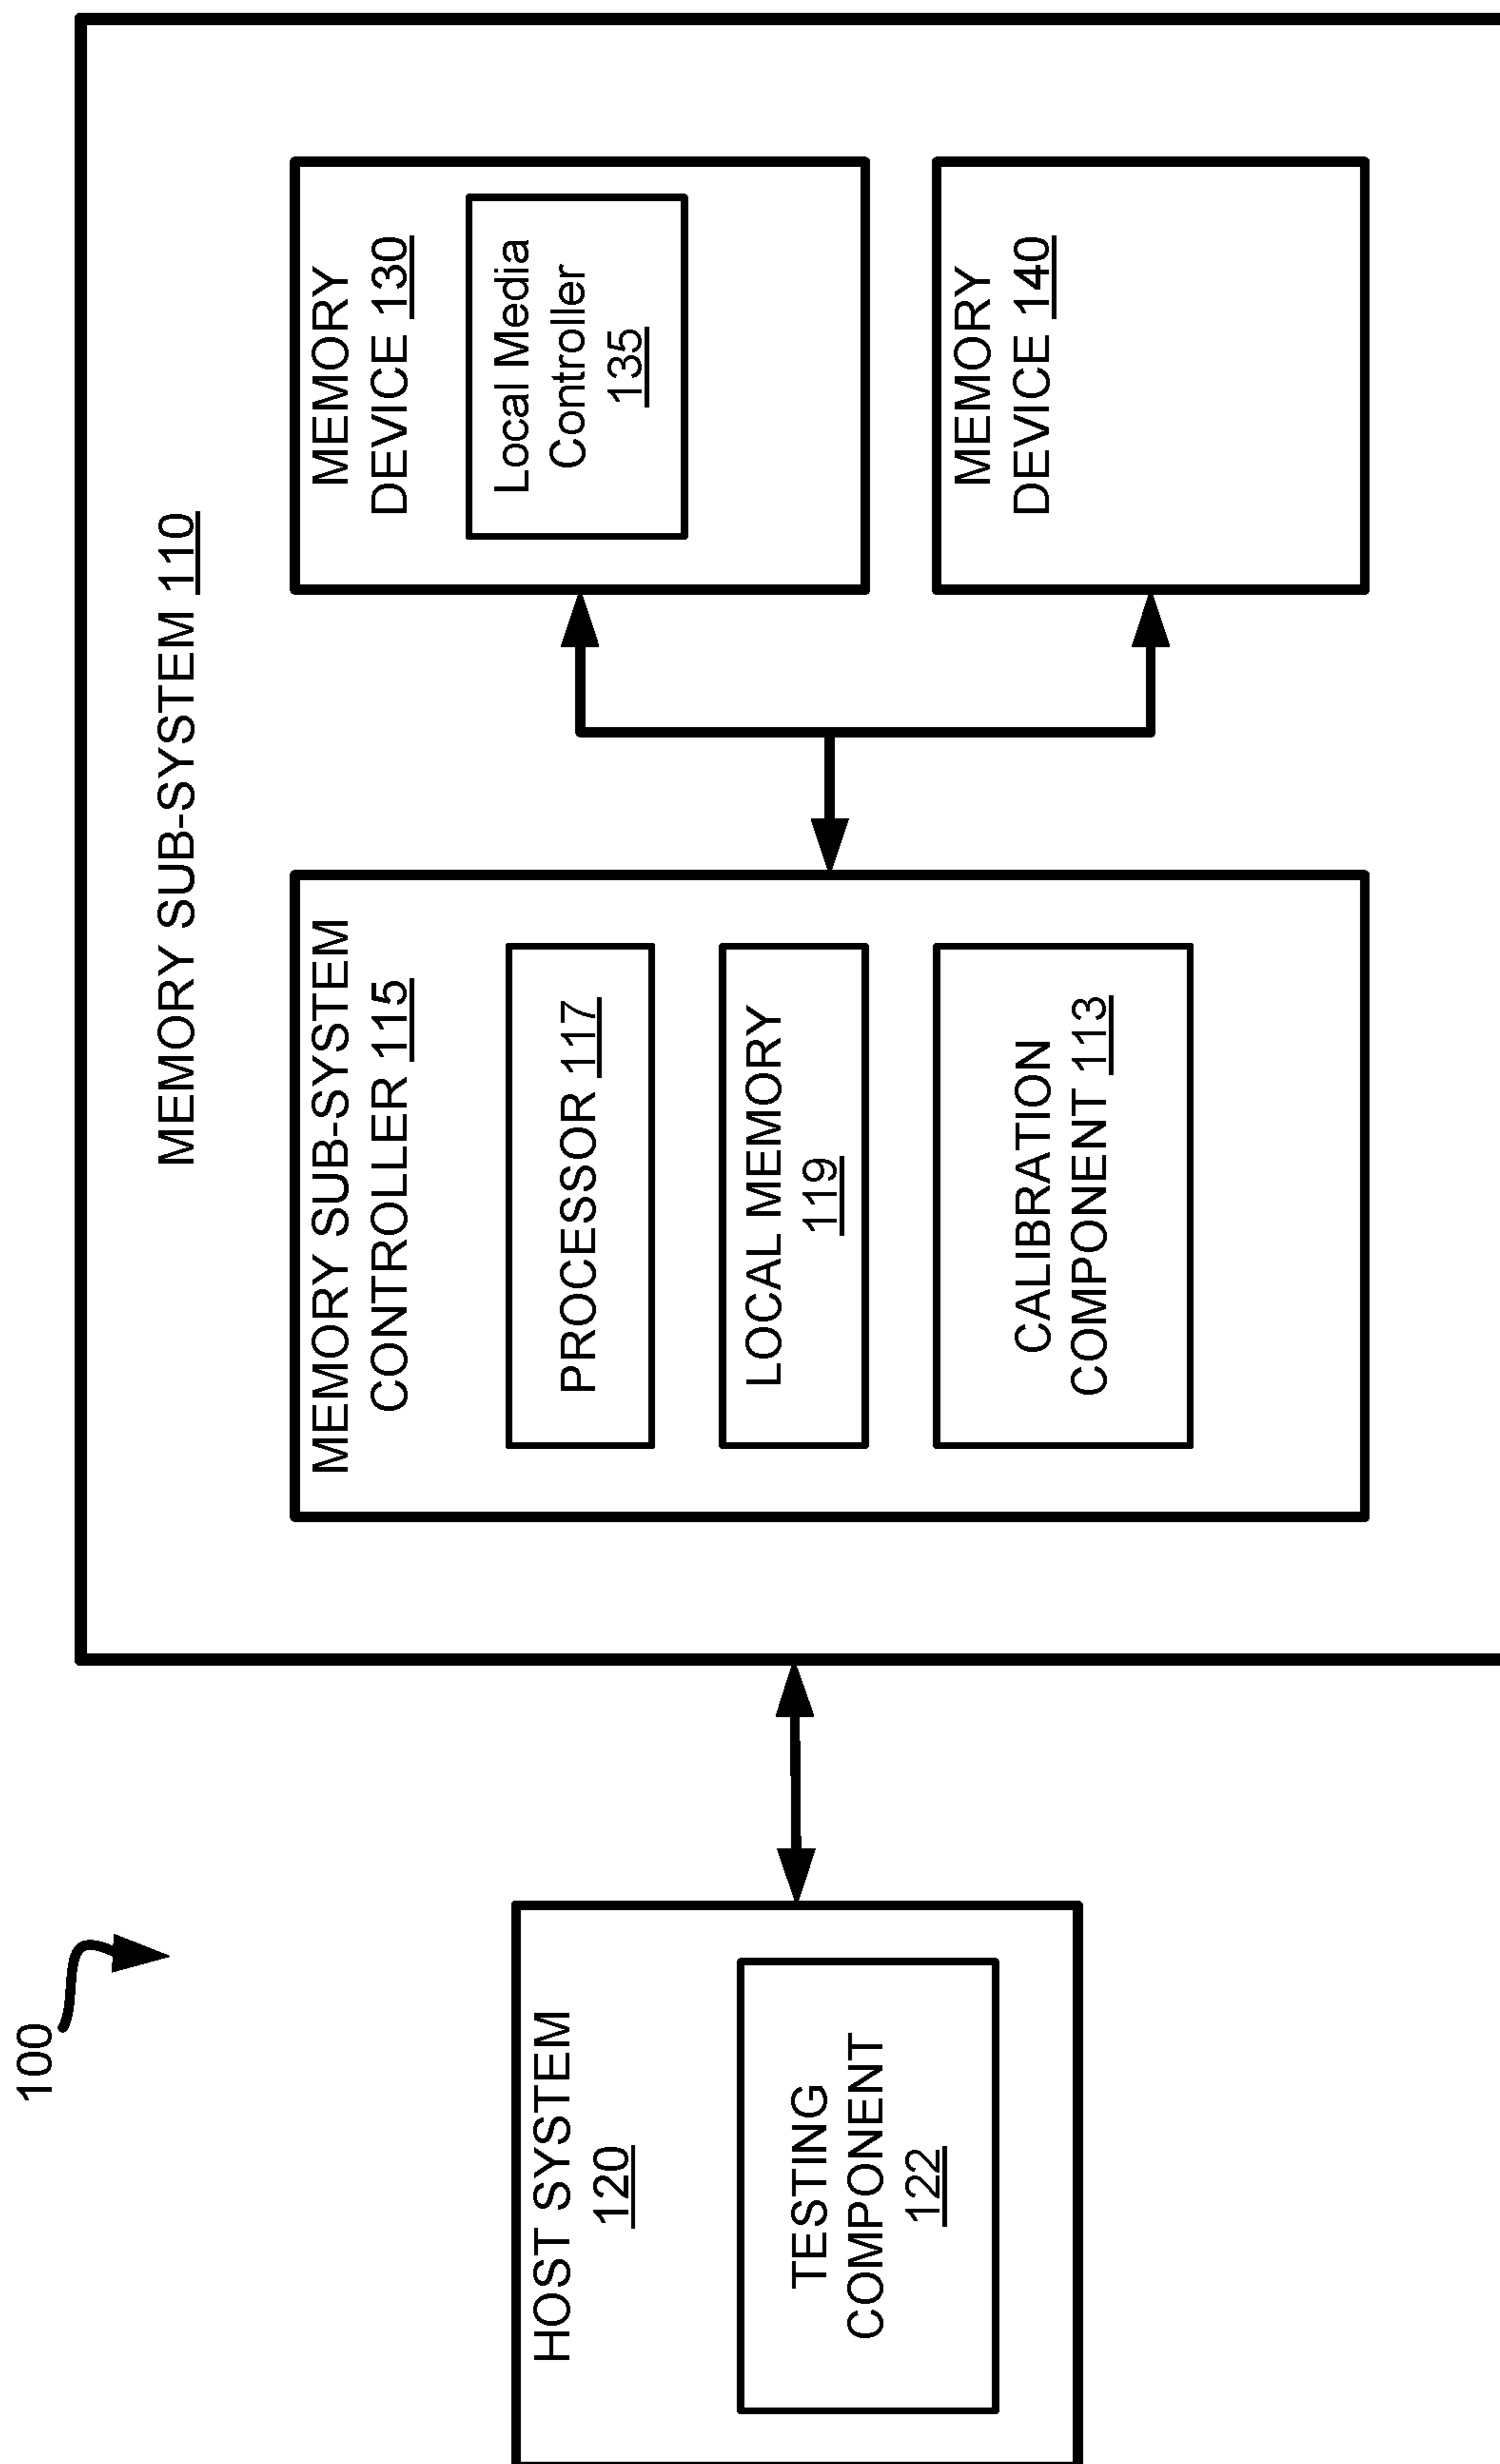 100
HOST SYSTEM
120
TESTING
COMPONENT
122
MEMORY SUB-SYSTEM 110
MEMORY SUB-SYSTEM
CONTROLLER 115
PROCESSOR 117
LOCAL MEMORY
119
CALIBRATION
COMPONENT 113
MEMORY
DEVICE 130
Local Media
Controller
135
MEMORY
DEVICE 140